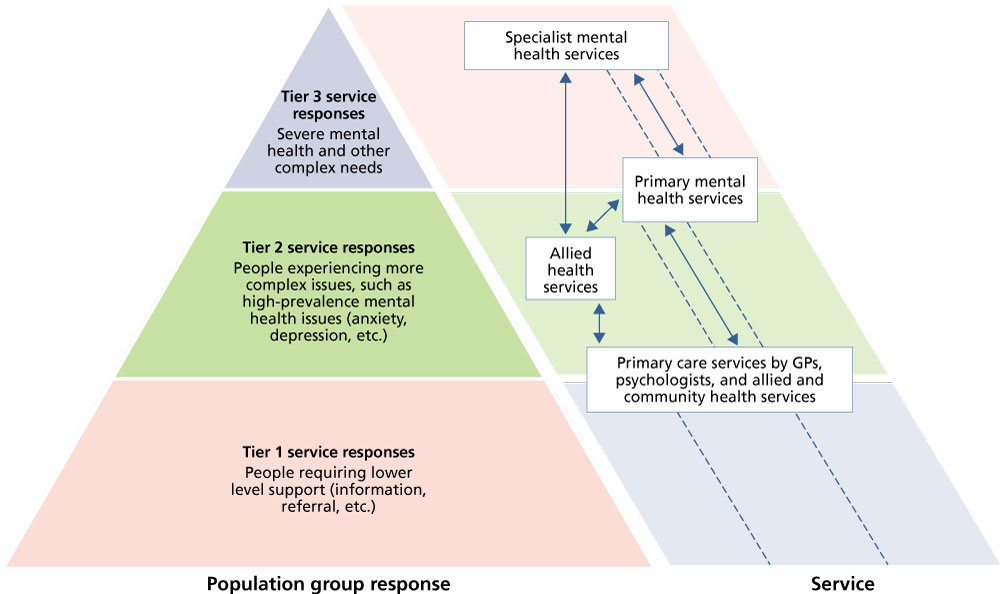 Tier 3 service
responses
Severe mental
health and other
complex needs
Tier 2 service responses
People experiencing more
complex issues, such as
high-prevalence mental
health issues (anxiety,
depression, etc.)
Tier 1 service responses
People requiring lower
level support (information,
referral, etc.)
Population group response
Specialist mental
health services
Primary mental
health services
Allied
health
services
Primary care services by GPs,
psychologists, and allied and
community health services
Service